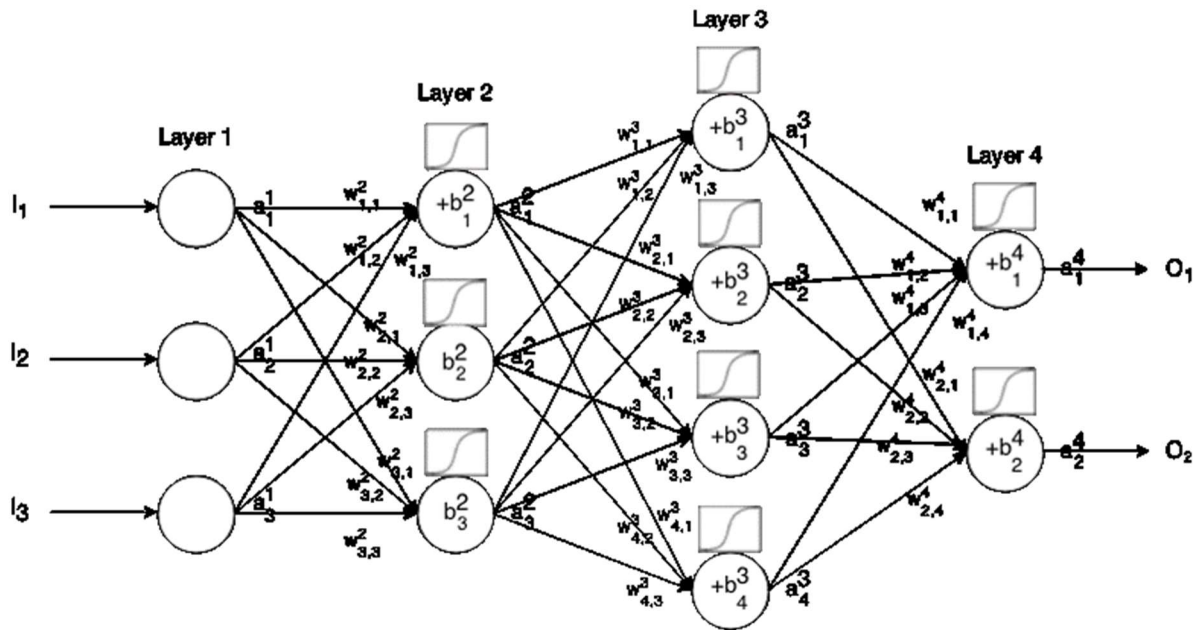 Layer 1
Layer 2
Layer 3
Layer 4
I₁
I₂
I₃
a¹₁
a¹₂
a¹₃
w²₁,₁
w²₁,₂
w²₁,₃
w²₂,₁
w²₂,₂
w²₂,₃
w²₃,₁
w²₃,₂
w²₃,₃
+b²₁
b²₂
b²₃
a²₁
a²₂
a²₃
w³₁,₁
w³₁,₂
w³₁,₃
w³₂,₁
w³₂,₂
w³₂,₃
w³₃,₁
w³₃,₂
w³₃,₃
w³₄,₁
w³₄,₂
w³₄,₃
+b³₁
+b³₂
+b³₃
+b³₄
a³₁
a³₂
a³₃
a³₄
w⁴₁,₁
w⁴₁,₂
w⁴₁,₃
w⁴₁,₄
w⁴₂,₁
w⁴₂,₂
w⁴₂,₃
w⁴₂,₄
+b⁴₁
+b⁴₂
a⁴₁
a⁴₂
O₁
O₂